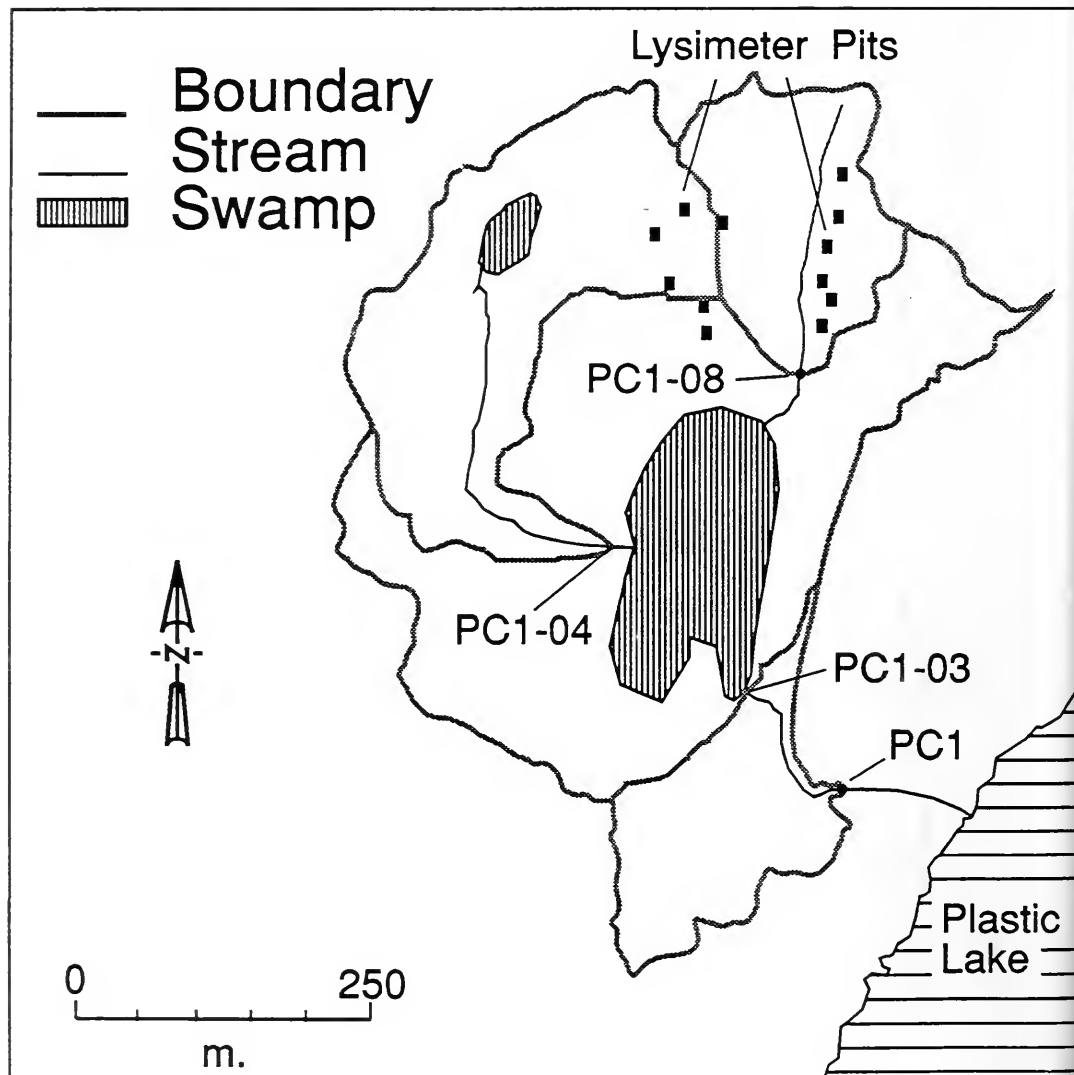 Lysimeter Pits
Boundary
Stream
Swamp
PC1-08
PC1-04
-N-
PC1-03
PC1
Plastic
Lake
0 250
m.